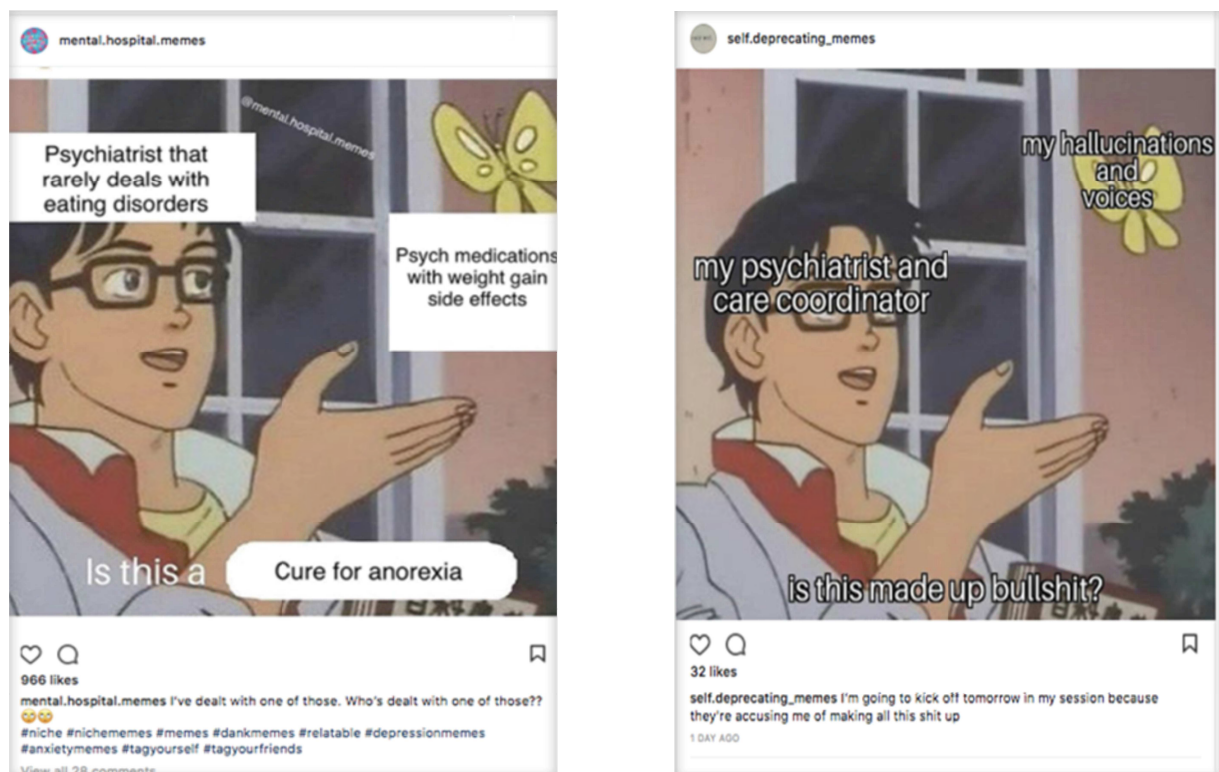 mental.hospital.memes
@mental.hospital.memes
Psychiatrist that
rarely deals with
eating disorders
Psych medications
with weight gain
side effects
Is this a
Cure for anorexia
966 likes
mental.hospital.memes I've dealt with one of those. Who's dealt with one of those??
#niche #nichememes #memes #dankmemes #relatable #depressionmemes
#anxietymemes #tagyourself #tagyourfriends
View all 28 comments
self.deprecating_memes
my hallucinations
and
voices
my psychiatrist and
care coordinator
is this made up bullshit?
32 likes
self.deprecating_memes I'm going to kick off tomorrow in my session because
they're accusing me of making all this shit up
1 DAY AGO